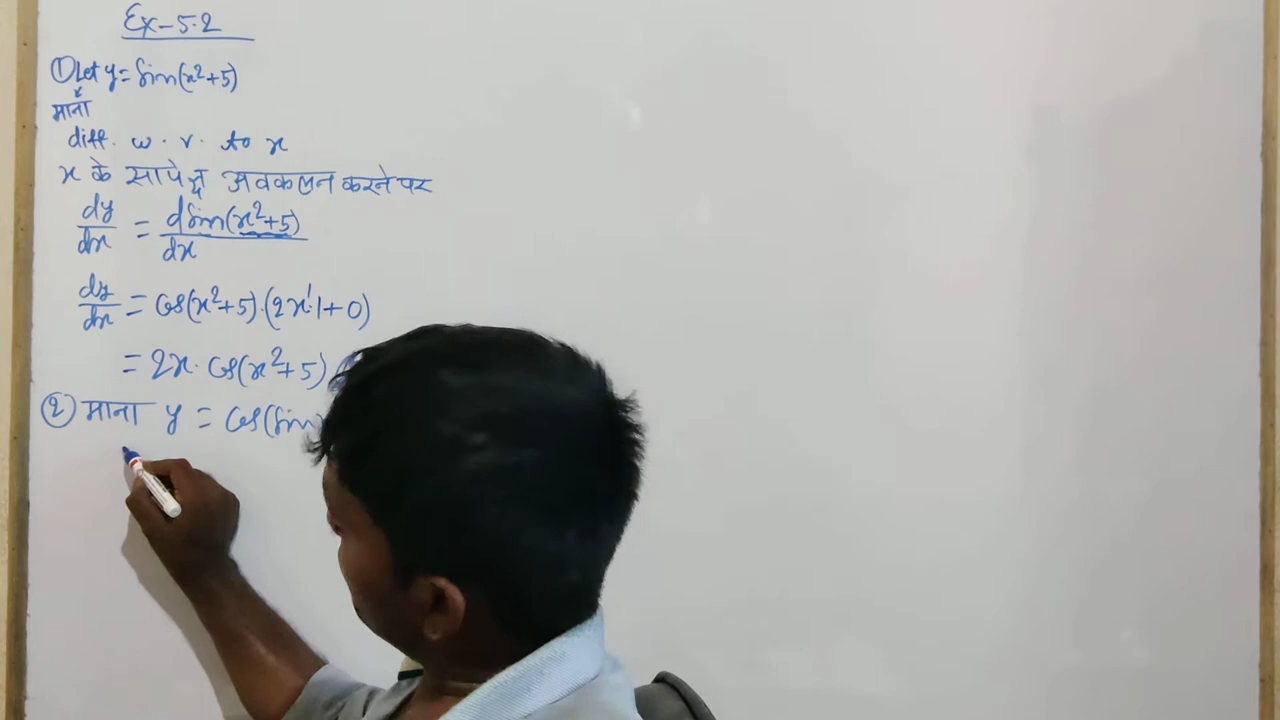 Ex-5.2
① Let y = Sin(x²+5)
माना
diff. w. r. to x
x के सापेक्ष अवकलन करने पर
dy/dx = dSin(x²+5)/dx
dy/dx = Cos(x²+5).(2x¹.1+0)
= 2x. Cos(x²+5)
② माना y = Cos(Sin